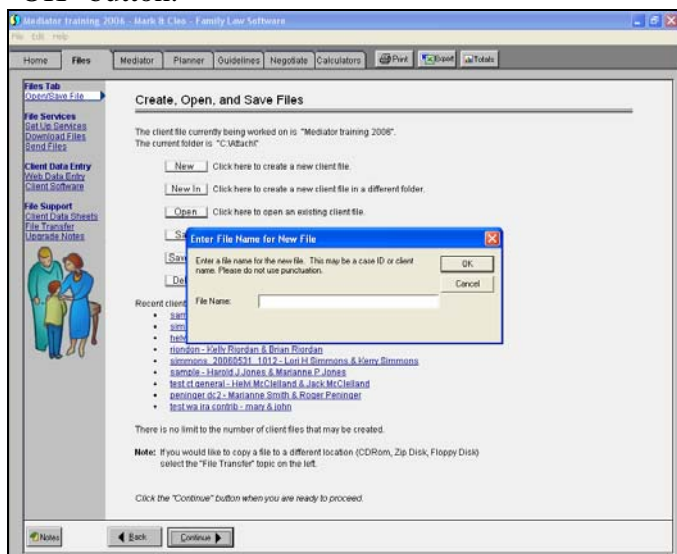 "OK" button.
Mediator training 2006 - Mark & Cleo - Family Law Software
File Edit Help
Home Files Mediator Planner Guidelines Negotiate Calculators Print Export Totals
Files Tab
Open/Save File
File Services
Set Up Services
Download Files
Send Files
Client Data Entry
Web Data Entry
Client Software
File Support
Client Data Sheets
File Transfer
Upgrade Notes
Create, Open, and Save Files
The client file currently being worked on is "Mediator training 2006".
The current folder is "C:\Attach\"
New Click here to create a new client file.
New In Click here to create a new client file in a different folder.
Open Click here to open an existing client file.
Enter File Name for New File
Enter a file name for the new file. This may be a case ID or client
name. Please do not use punctuation.
OK
Cancel
File Name:
Recent client
riordon - Kelly Riordan & Brian Riordan
simmons_20060531_1012 - Lori H Simmons & Kerry Simmons
sample - Harold J Jones & Marianne P Jones
test ct general - Helvi McClelland & Jack McClelland
peninger dc2 - Marianne Smith & Roger Peninger
test wa ira contrib - mary & john
There is no limit to the number of client files that may be created.
Note: If you would like to copy a file to a different location (CDRom, Zip Disk, Floppy Disk)
select the "File Transfer" topic on the left.
Click the "Continue" button when you are ready to proceed.
Notes Back Continue